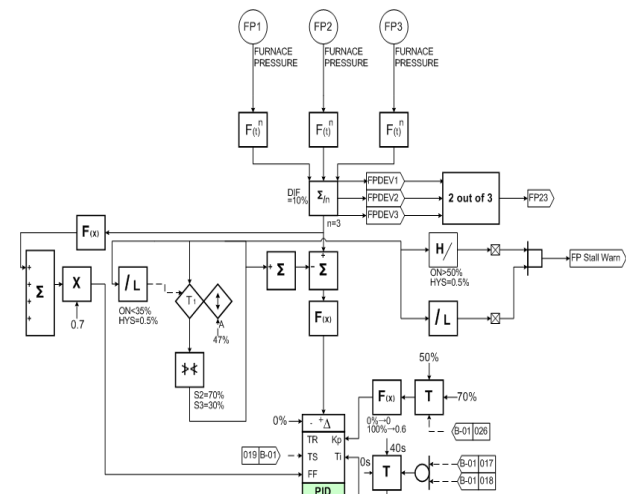 FP1
FP2
FP3
FURNACE
PRESSURE
FURNACE
PRESSURE
FURNACE
PRESSURE
F(t)n
F(t)n
F(t)n
DIF
=10%
Σ/n
n=3
FPDEV1
FPDEV2
FPDEV3
2 out of 3
FP23
F(x)
Σ
+
+
+
+
X
0.7
/ L
ON<35%
HYS=0.5%
T1
A
47%
S2=70%
S3=30%
+ Σ
+
- Σ
F(x)
H/
ON>50%
HYS=0.5%
/ L
FP Stall Warn
50%
F(x)
T
70%
0%→0
100%→0.6
B-01 026
0%
- +Δ
TR Kp
TS Ti
FF
PID
019 B-01
40s
0s
T
B-01 017
B-01 018